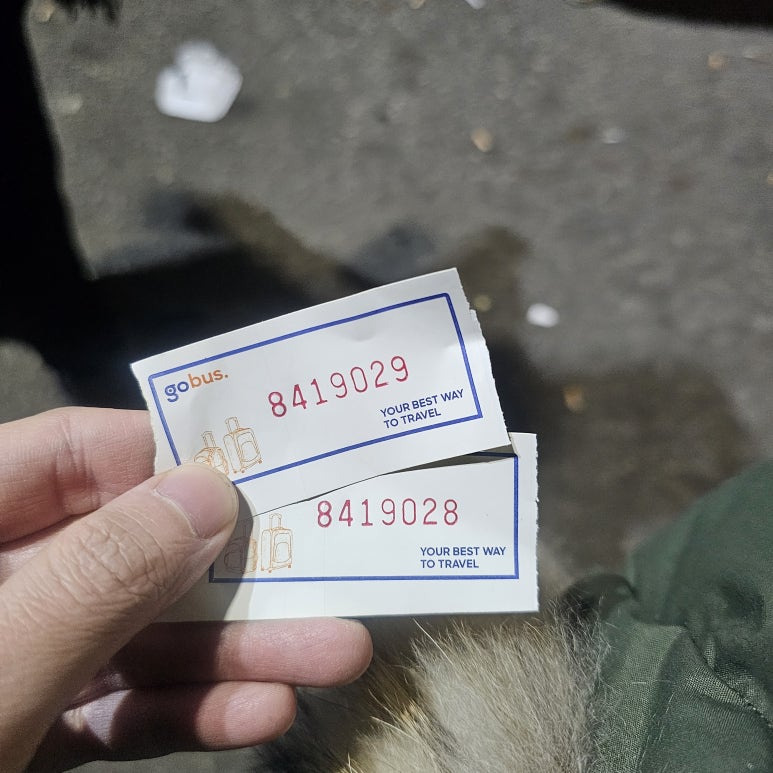 gobus.
8419029
YOUR BEST WAY
TO TRAVEL
8419028
YOUR BEST WAY
TO TRAVEL